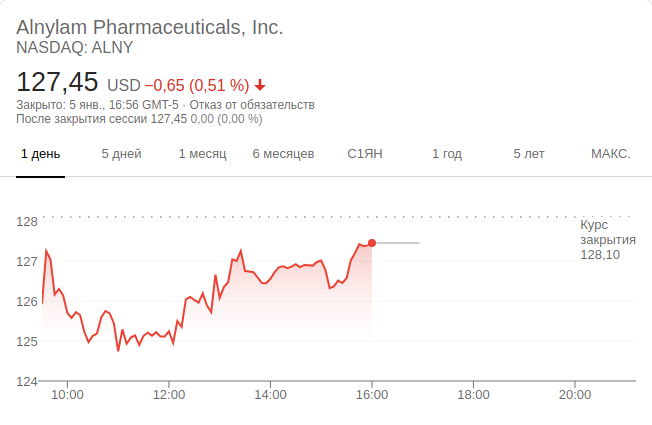 Alnylam Pharmaceuticals, Inc.
NASDAQ: ALNY
127,45 USD −0,65 (0,51 %)
Закрыто: 5 янв., 16:56 GMT-5 · Отказ от обязательств
После закрытия сессии 127,45 0,00 (0,00 %)
1 день 5 дней 1 месяц 6 месяцев С1ЯН 1 год 5 лет МАКС.
128
Курс
закрытия
128,10
127
126
125
124
10:00 12:00 14:00 16:00 18:00 20:00